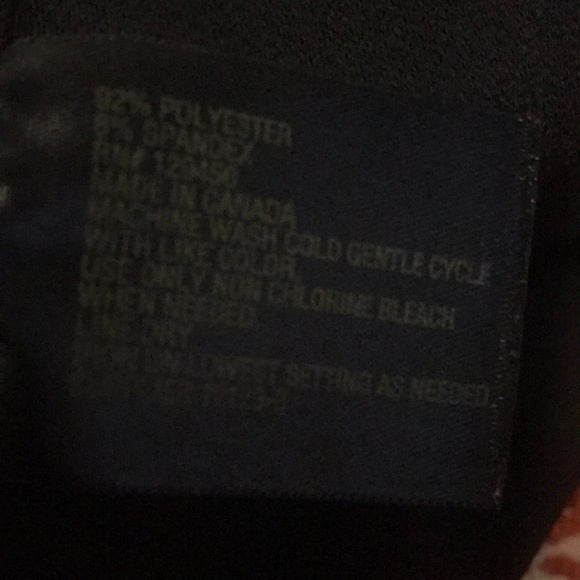 92% POLYESTER
8% SPANDEX
RN# 129450
MADE IN CANADA
MACHINE WASH COLD GENTLE CYCLE
WITH LIKE COLOR
USE ONLY NON CHLORINE BLEACH
WHEN NEEDED
LINE DRY
IRON ON LOWEST SETTING AS NEEDED